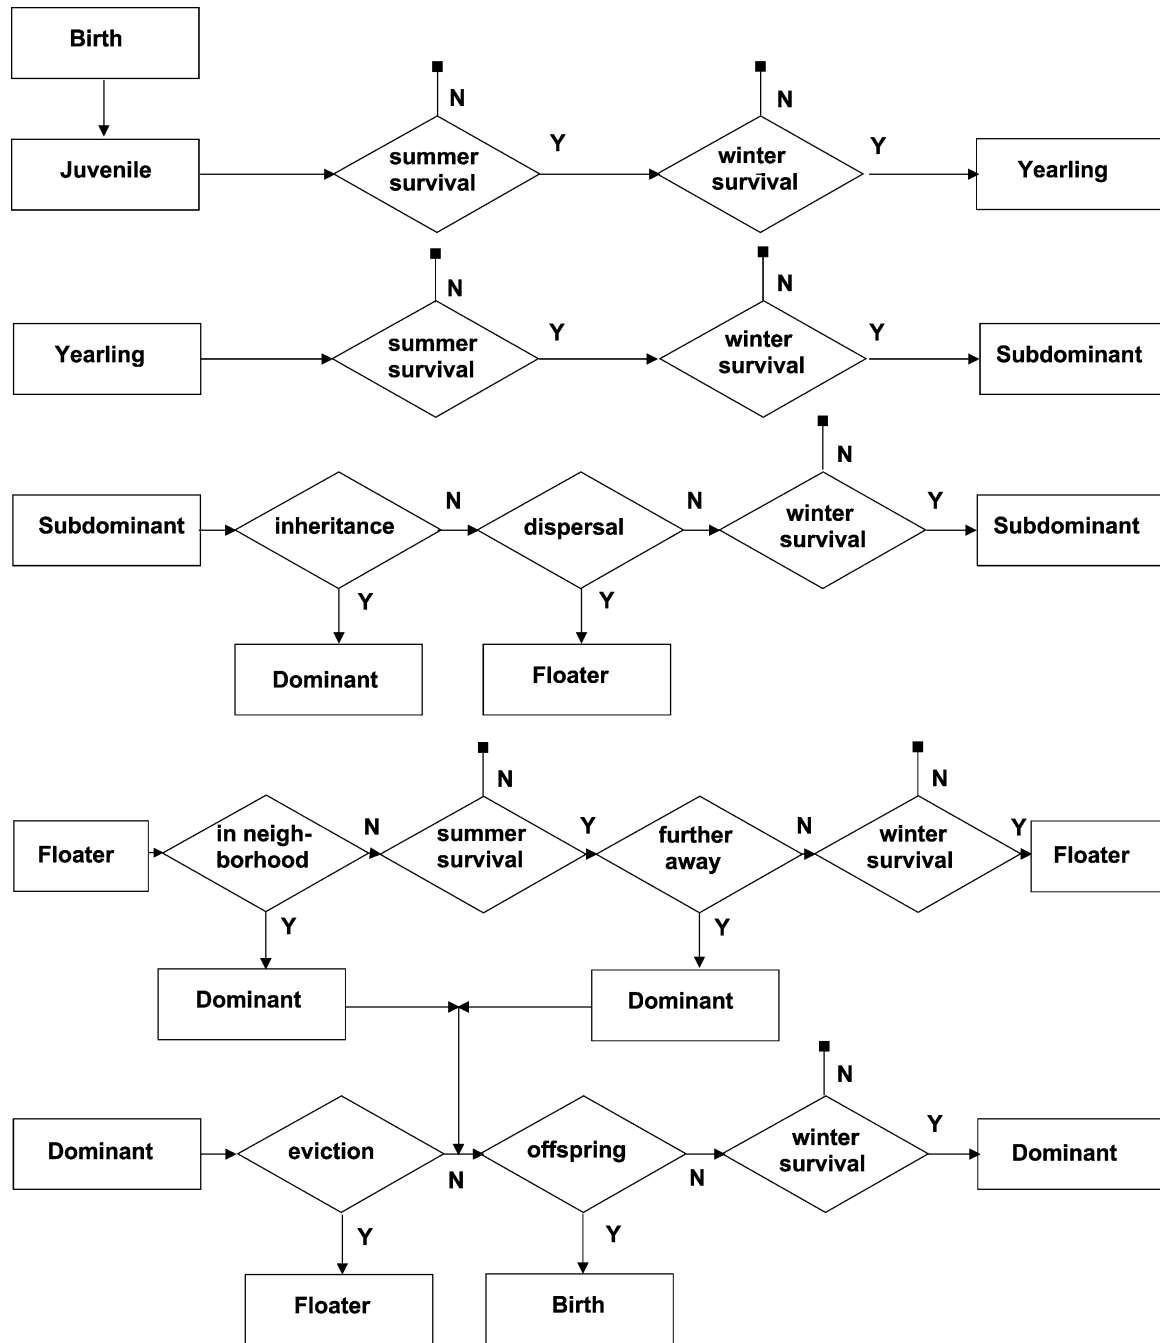 Birth
N
N
Juvenile
summer
survival
Y
winter
survival
Y
Yearling
N
N
Yearling
summer
survival
Y
winter
survival
Y
Subdominant
N
Subdominant
inheritance
N
dispersal
N
winter
survival
Y
Subdominant
Y
Y
Dominant
Floater
N
N
Floater
in neigh-
borhood
N
summer
survival
Y
further
away
N
winter
survival
Y
Floater
Y
Y
Dominant
Dominant
N
Dominant
eviction
N
offspring
N
winter
survival
Y
Dominant
Y
Y
Floater
Birth